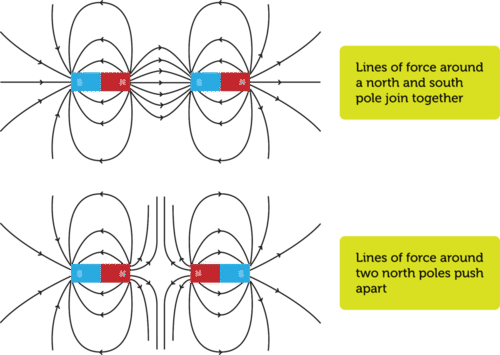 Lines of force around
a north and south
pole join together
Lines of force around
two north poles push
apart